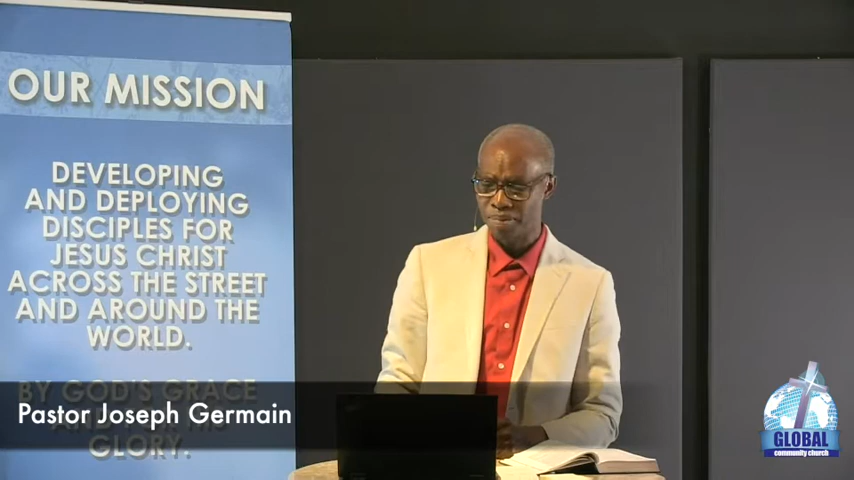 OUR MISSION
DEVELOPING
AND DEPLOYING
DISCIPLES FOR
JESUS CHRIST
ACROSS THE STREET
AND AROUND THE
WORLD.
BY GOD'S GRACE
GLORY.
Pastor Joseph Germain
GLOBAL
community church